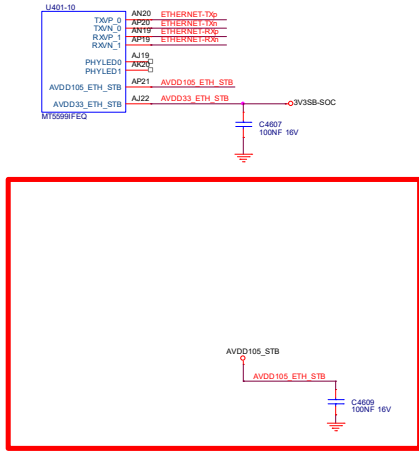 U401-10
TXVP_0 AN20 ETHERNET-TXp
TXVN_0 AP20 ETHERNET-TXn
RXVP_1 AN19 ETHERNET-RXp
RXVN_1 AP19 ETHERNET-RXn
PHYLED0 AJ19
PHYLED1 AK20
AVDD105_ETH_STB AP21 AVDD105_ETH_STB
AVDD33_ETH_STB AJ22 AVDD33_ETH_STB 3V3SB-SOC
MT5599IFEQ
C4607
100NF 16V
AVDD105_STB
AVDD105_ETH_STB
C4609
100NF 16V